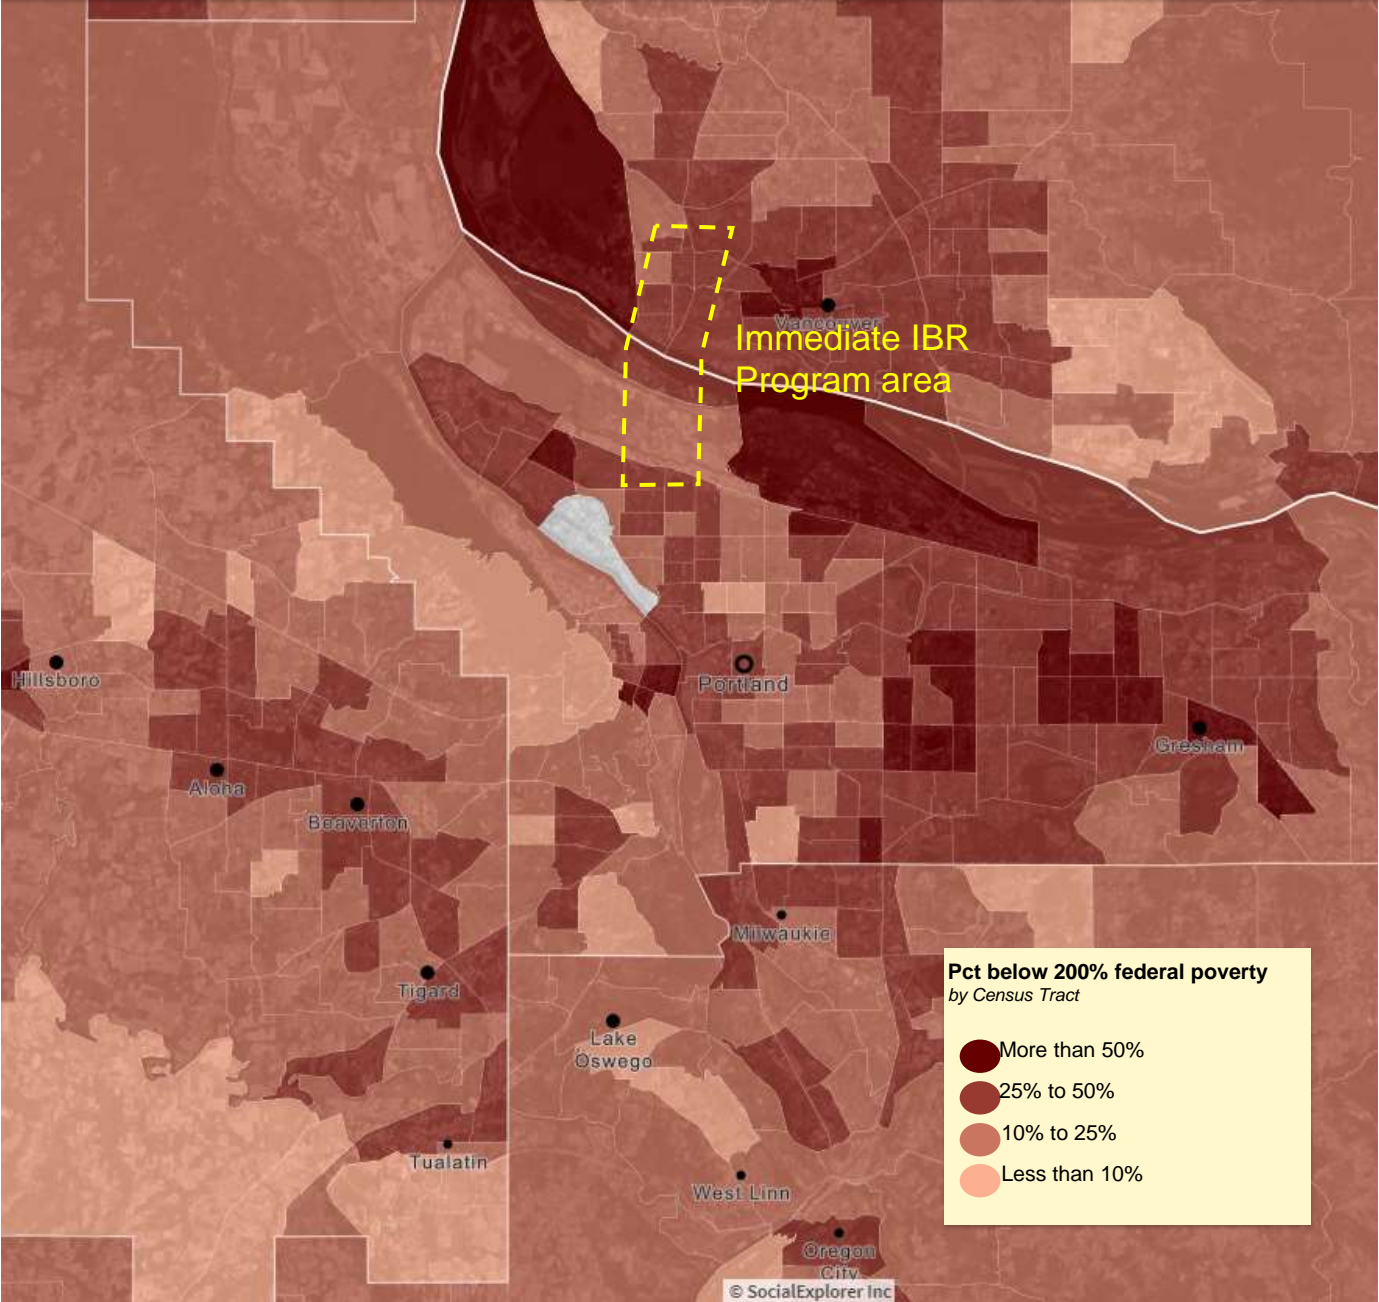 Vancouver
Immediate IBR
Program area
Hillsboro
Portland
Gresham
Aloha
Beaverton
Milwaukie
Pct below 200% federal poverty
by Census Tract
More than 50%
25% to 50%
10% to 25%
Less than 10%
Tigard
Lake
Oswego
Tualatin
West Linn
Oregon
City
© SocialExplorer Inc